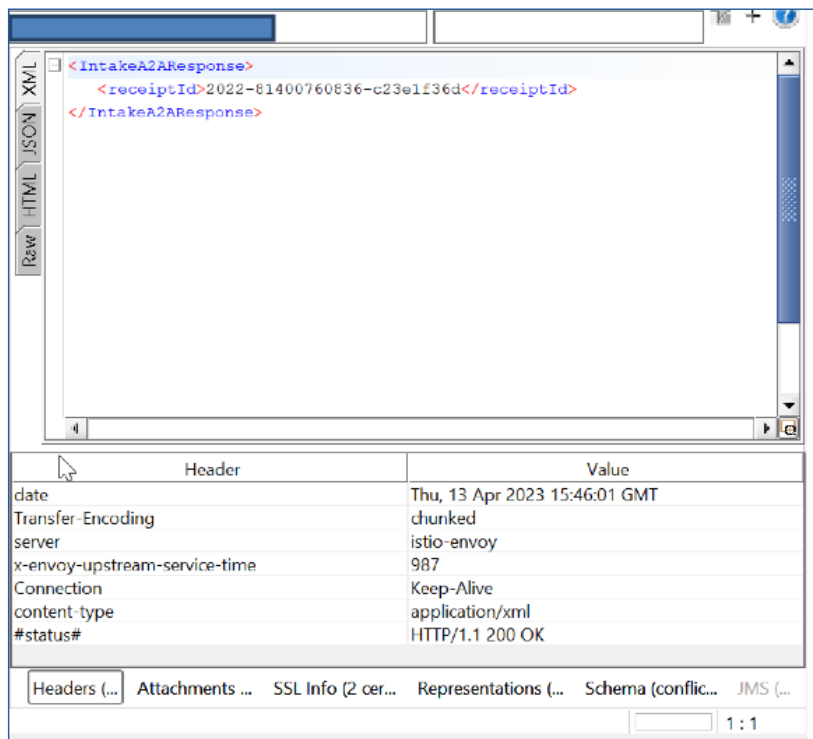 XML
JSON
HTML
Raw
<IntakeA2AResponse>
<receiptId>2022-81400760836-c23e1f36d</receiptId>
</IntakeA2AResponse>
Header Value
date Thu, 13 Apr 2023 15:46:01 GMT
Transfer-Encoding chunked
server istio-envoy
x-envoy-upstream-service-time 987
Connection Keep-Alive
content-type application/xml
#status# HTTP/1.1 200 OK
Headers (... Attachments ... SSL Info (2 cer... Representations (... Schema (conflic... JMS (...
1 : 1